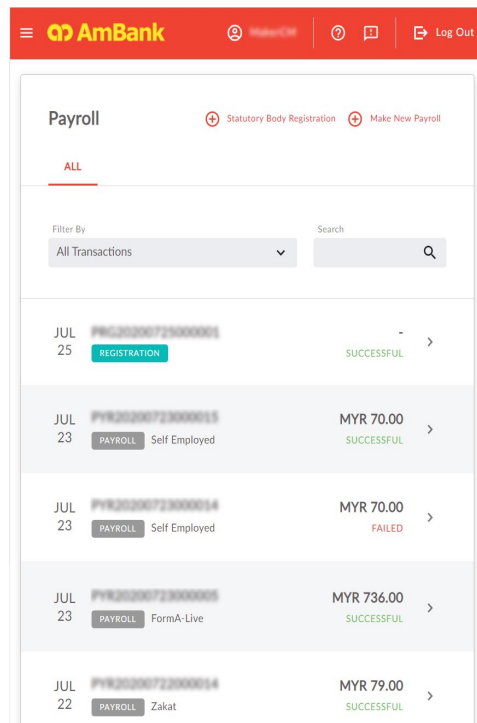 AmBank Log Out
Payroll Statutory Body Registration Make New Payroll
ALL
Filter By Search
All Transactions
JUL -
25 REGISTRATION SUCCESSFUL
JUL MYR 70.00
23 PAYROLL Self Employed SUCCESSFUL
JUL MYR 70.00
23 PAYROLL Self Employed FAILED
JUL MYR 736.00
23 PAYROLL FormA-Live SUCCESSFUL
JUL MYR 79.00
22 PAYROLL Zakat SUCCESSFUL